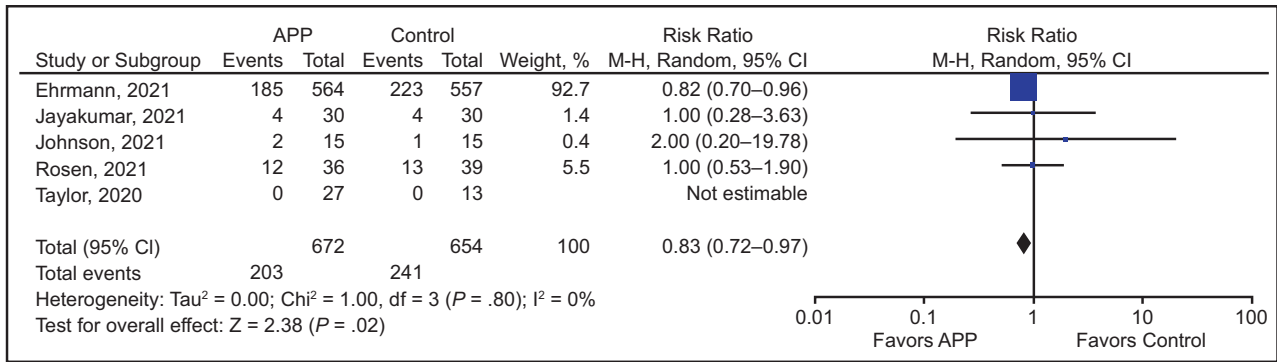 APP Control Risk Ratio Risk Ratio
Study or Subgroup Events Total Events Total Weight, % M-H, Random, 95% CI M-H, Random, 95% CI
Ehrmann, 2021 185 564 223 557 92.7 0.82 (0.70–0.96)
Jayakumar, 2021 4 30 4 30 1.4 1.00 (0.28–3.63)
Johnson, 2021 2 15 1 15 0.4 2.00 (0.20–19.78)
Rosen, 2021 12 36 13 39 5.5 1.00 (0.53–1.90)
Taylor, 2020 0 27 0 13 Not estimable
Total (95% CI) 672 654 100 0.83 (0.72–0.97)
Total events 203 241
Heterogeneity: Tau² = 0.00; Chi² = 1.00, df = 3 (P = .80); I² = 0%
Test for overall effect: Z = 2.38 (P = .02)
0.01 0.1 1 10 100
Favors APP Favors Control